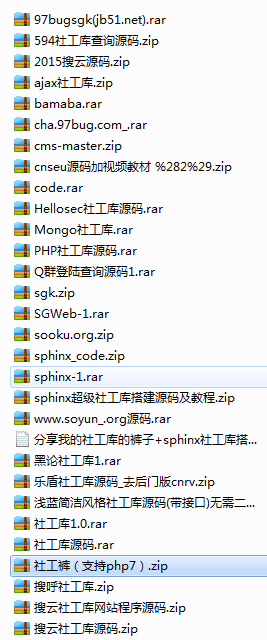 97bugsgk(jb51.net).rar
594社工库查询源码.zip
2015搜云源码.zip
ajax社工库.zip
bamaba.rar
cha.97bug.com_.rar
cms-master.zip
cnseu源码加视频教材 %282%29.zip
code.rar
Hellosec社工库源码.rar
Mongo社工库.rar
PHP社工库源码.rar
Q群登陆查询源码1.rar
sgk.zip
SGWeb-1.rar
sooku.org.zip
sphinx_code.zip
sphinx-1.rar
sphinx超级社工库搭建源码及教程.zip
www.soyun_.org源码.rar
分享我的社工库的裤子+sphinx社工库搭...
黑论社工库1.rar
乐盾社工库源码_去后门版cnrv.zip
浅蓝简洁风格社工库源码(带接口)无需二...
社工库1.0.rar
社工库源码.rar
社工裤（支持php7）.zip
搜呼社工库.zip
搜云社工库网站程序源码.zip
搜云社工库源码.zip